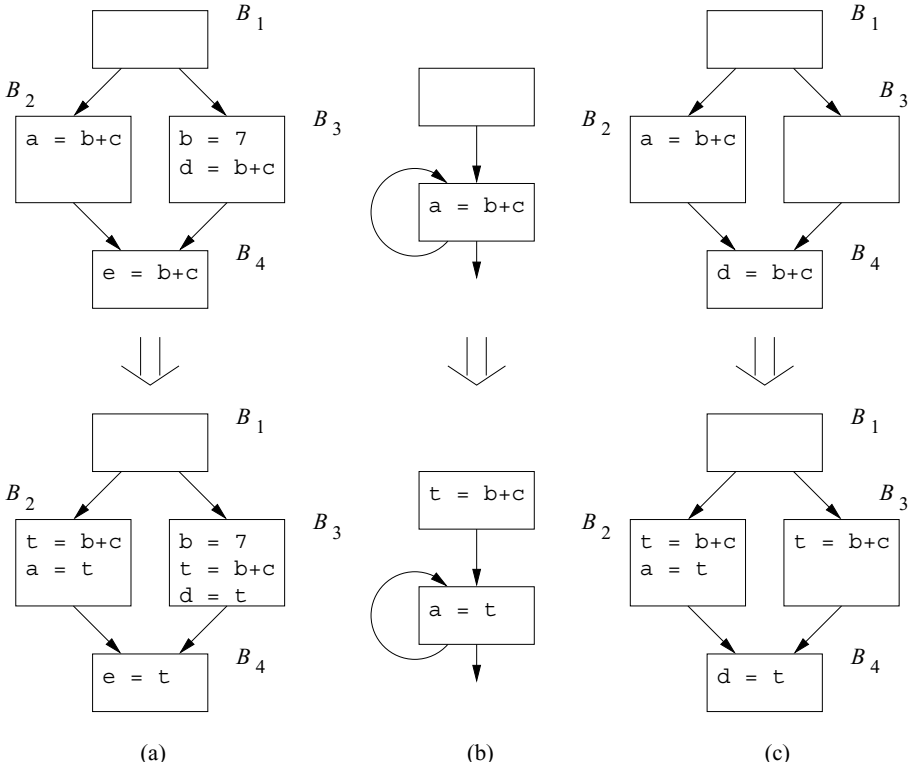 B1
B2
a = b+c
b = 7
d = b+c
B3
e = b+c
B4
a = b+c
B1
B2
a = b+c
B3
d = b+c
B4
B1
B2
t = b+c
a = t
b = 7
t = b+c
d = t
B3
e = t
B4
(a)
t = b+c
a = t
(b)
B1
B2
t = b+c
a = t
B3
t = b+c
d = t
B4
(c)